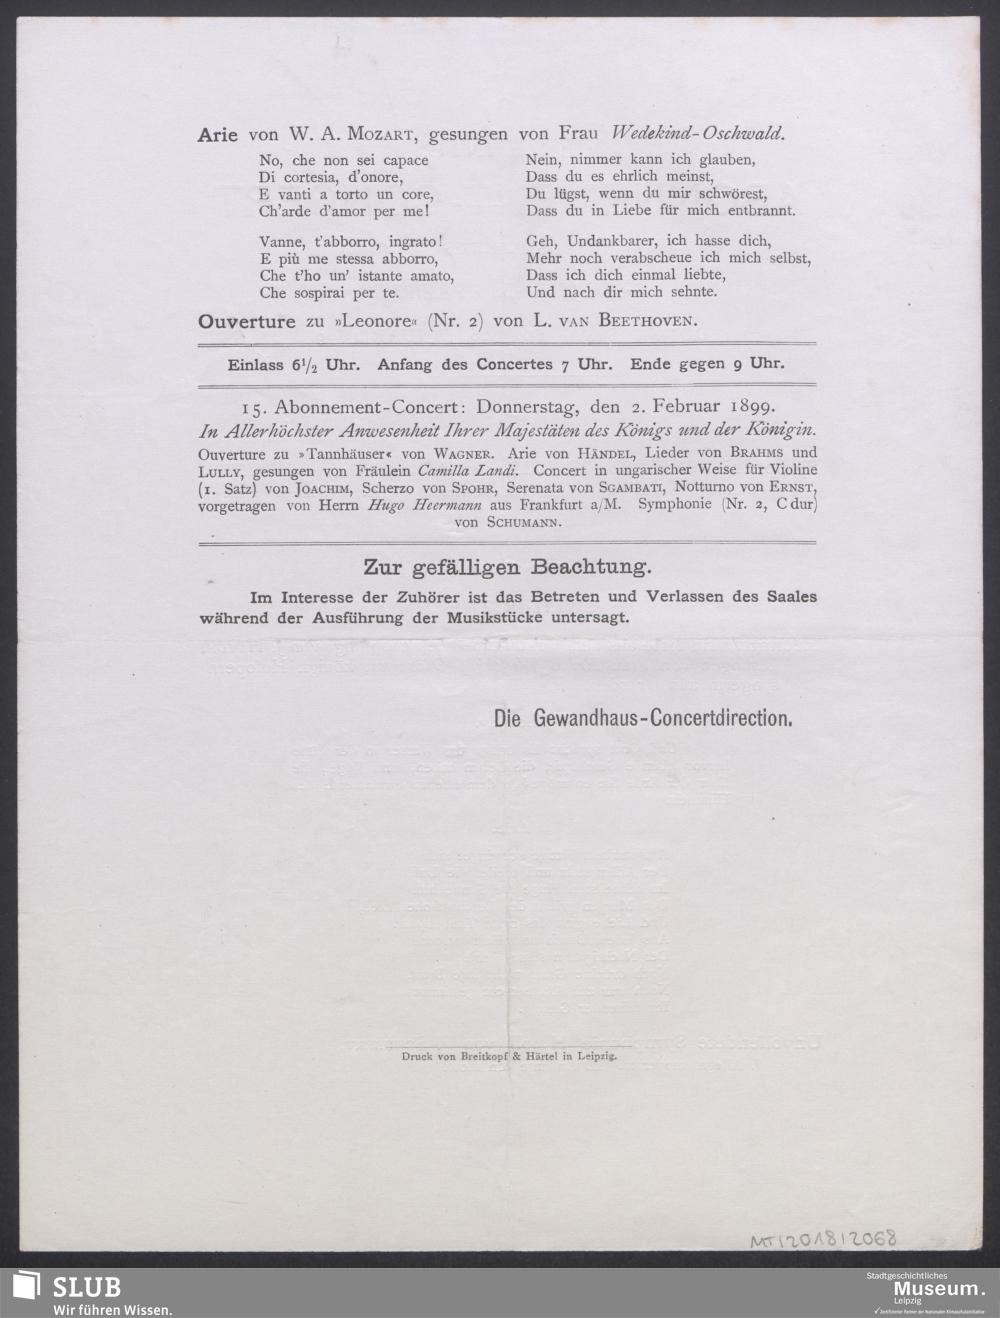 Arie von W. A. Mozart, gesungen von Frau Wedekind-Oschwald.
No, che non sei capace
Di cortesia, d'onore,
E vanti a torto un core,
Ch'arde d'amor per me!
Vanne, t'abborro, ingrato!
E più me stessa abborro,
Che t'ho un' istante amato,
Che sospirai per te.
Nein, nimmer kann ich glauben,
Dass du es ehrlich meinst,
Du lügst, wenn du mir schwörest,
Dass du in Liebe für mich entbrannt.
Geh, Undankbarer, ich hasse dich,
Mehr noch verabscheue ich mich selbst,
Dass ich dich einmal liebte,
Und nach dir mich sehnte.
Ouverture zu »Leonore« (Nr. 2) von L. van Beethoven.
Einlass 6½ Uhr. Anfang des Concertes 7 Uhr. Ende gegen 9 Uhr.
15. Abonnement-Concert: Donnerstag, den 2. Februar 1899.
In Allerhöchster Anwesenheit Ihrer Majestäten des Königs und der Königin.
Ouverture zu »Tannhäuser« von Wagner. Arie von Händel, Lieder von Brahms und
Lully, gesungen von Fräulein Camilla Landi. Concert in ungarischer Weise für Violine
(1. Satz) von Joachim, Scherzo von Spohr, Serenata von Sgambati, Notturno von Ernst,
vorgetragen von Herrn Hugo Heermann aus Frankfurt a/M. Symphonie (Nr. 2, C dur)
von Schumann.
Zur gefälligen Beachtung.
Im Interesse der Zuhörer ist das Betreten und Verlassen des Saales
während der Ausführung der Musikstücke untersagt.
Die Gewandhaus-Concertdirection.
Druck von Breitkopf & Härtel in Leipzig.
MT/2018/2068
SLUB
Wir führen Wissen.
Stadtgeschichtliches
Museum.
Leipzig
Zertifizierter Partner der Nationalen Klimaschutzinitiative